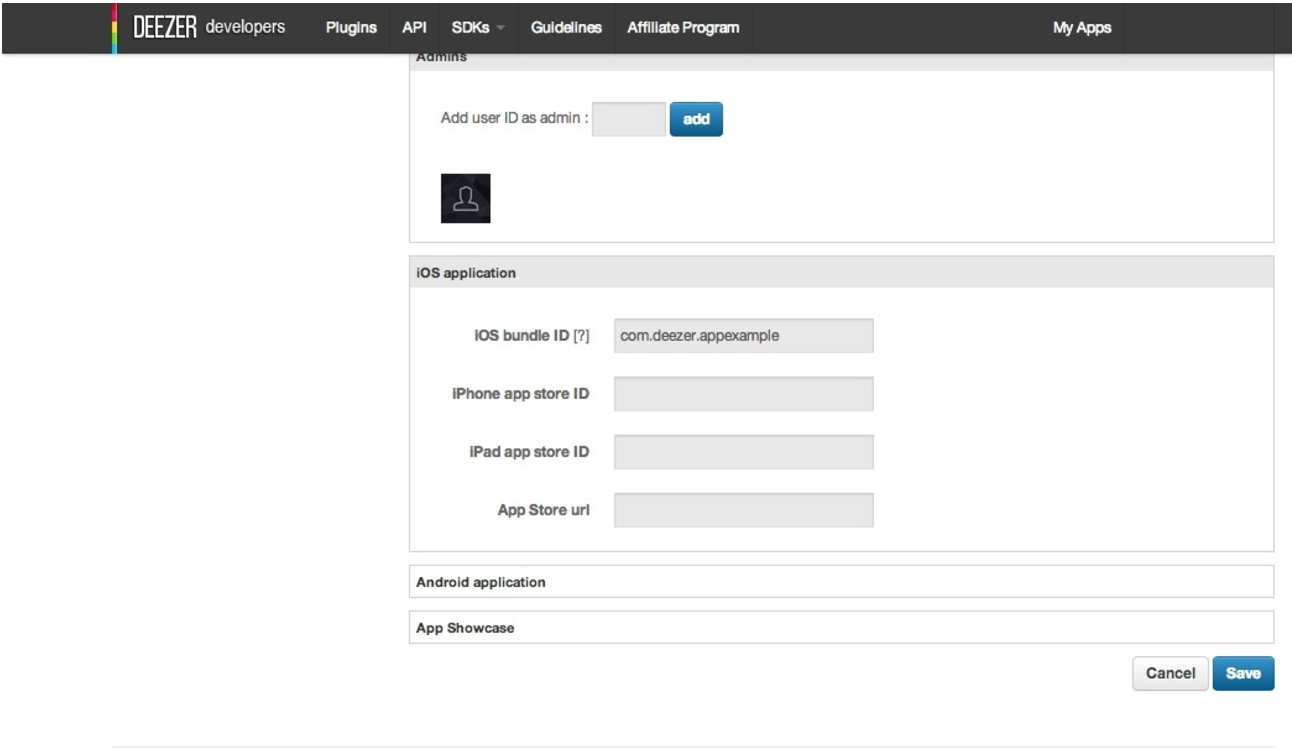 DEEZER developers Plugins API SDKs Guidelines Affiliate Program My Apps
Admins
Add user ID as admin : add
iOS application
iOS bundle ID [?] com.deezer.appexample
iPhone app store ID
iPad app store ID
App Store url
Android application
App Showcase
Cancel Save